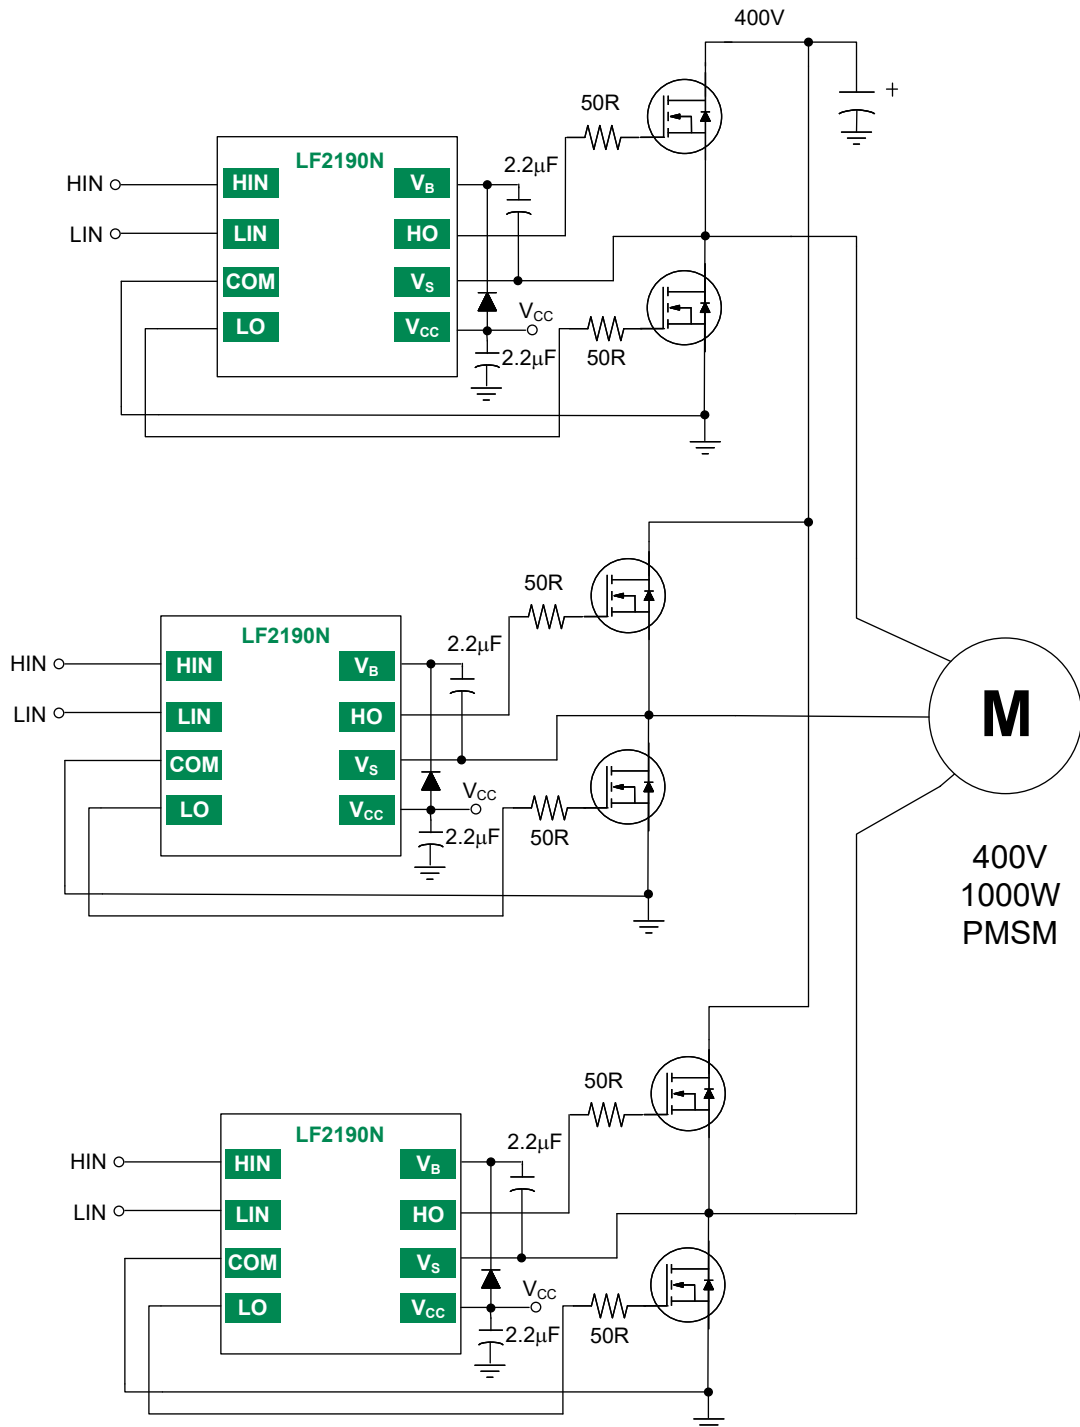 400V
50R
LF2190N
2.2μF
HIN
HIN
VB
LIN
LIN
HO
COM
VS
VCC
LO
VCC
2.2μF
50R
50R
LF2190N
2.2μF
HIN
HIN
VB
LIN
LIN
HO
COM
VS
VCC
LO
VCC
2.2μF
50R
M
400V
1000W
PMSM
50R
LF2190N
2.2μF
HIN
HIN
VB
LIN
LIN
HO
COM
VS
VCC
LO
VCC
2.2μF
50R